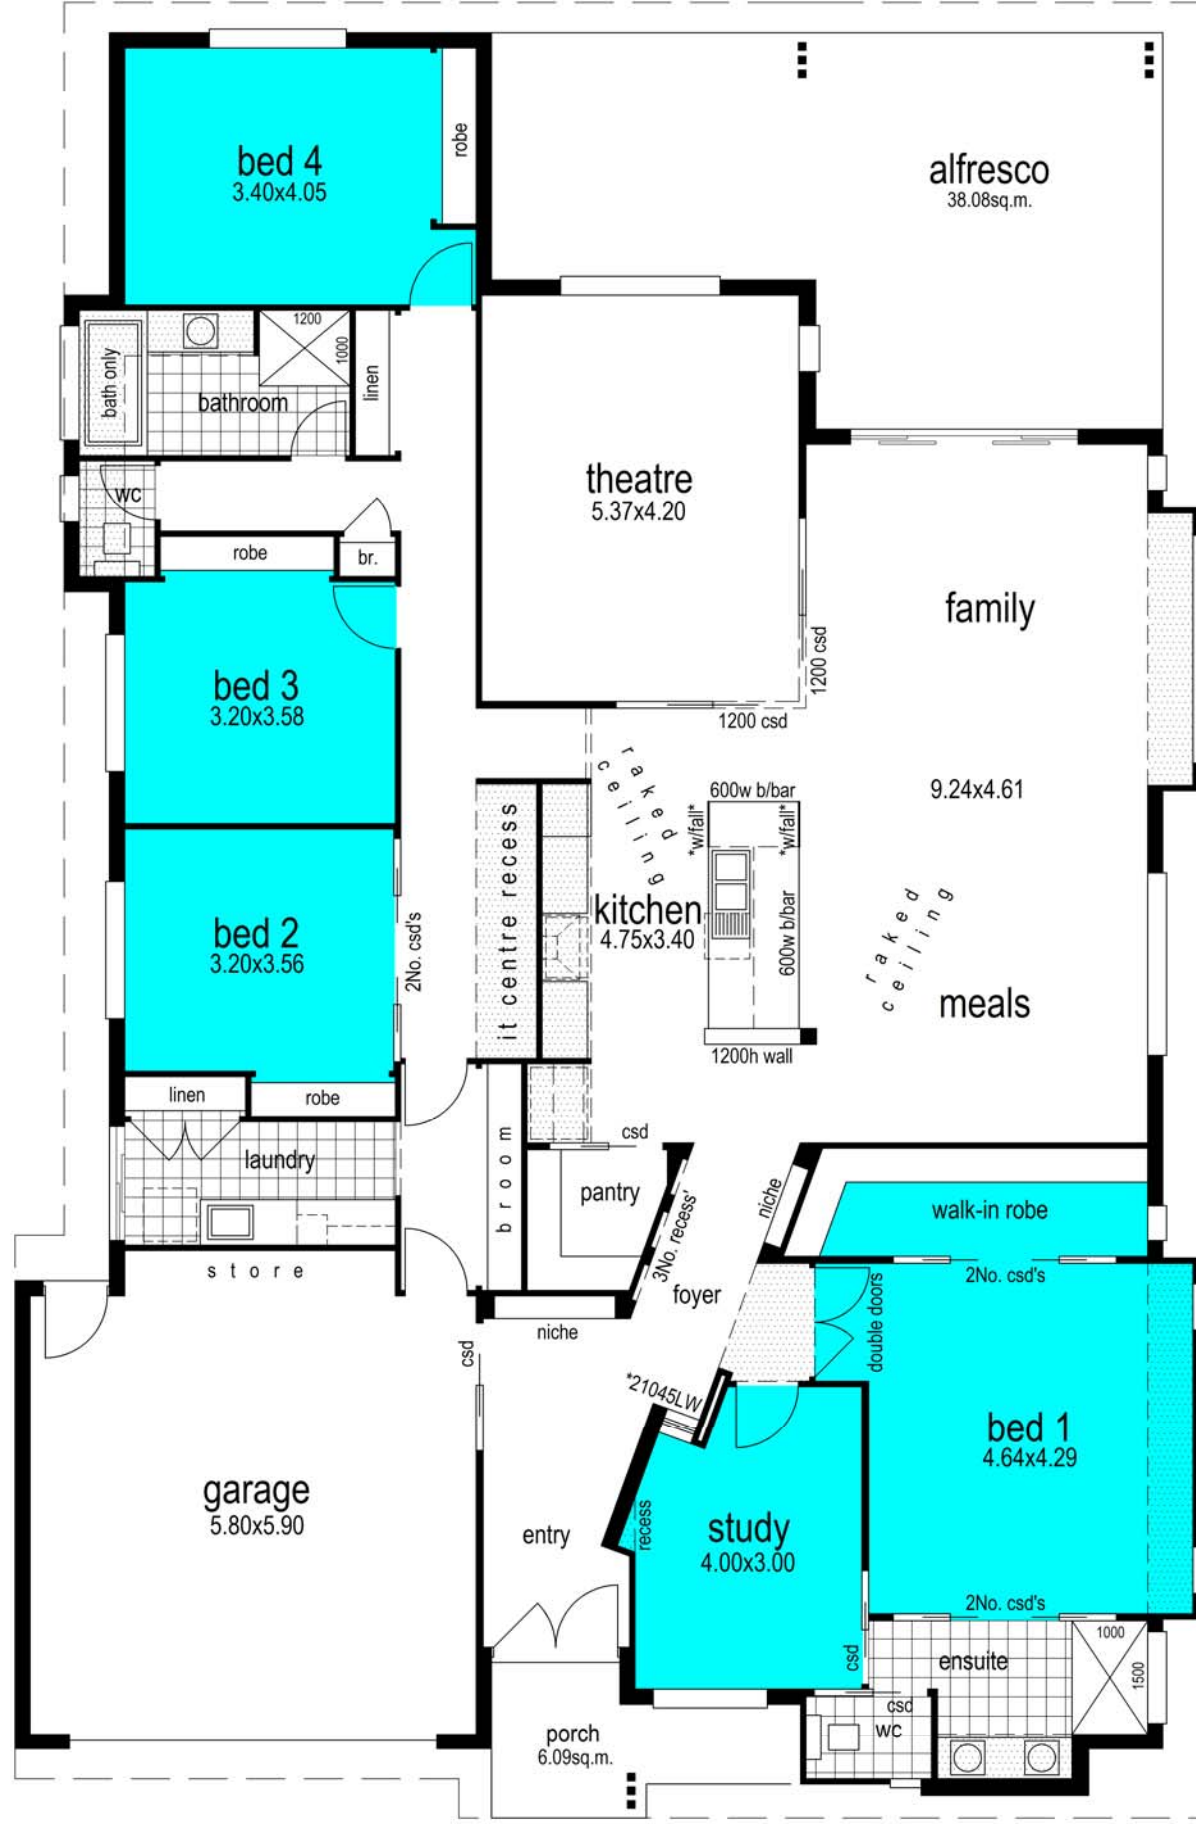 bed 4
3.40x4.05
robe
alfresco
38.08sq.m.
bath only
1200
1000
linen
bathroom
wc
robe
br.
theatre
5.37x4.20
family
bed 3
3.20x3.58
1200 csd
1200 csd
raked
ceiling
600w b/bar
*w/fall*
*w/fall*
9.24x4.61
it centre recess
kitchen
4.75x3.40
600w b/bar
raked
ceiling
bed 2
3.20x3.56
2No. csd's
meals
1200h wall
linen
robe
laundry
broom
csd
pantry
3No. recess'
niche
walk-in robe
2No. csd's
store
foyer
double doors
niche
csd
*21045LW
bed 1
4.64x4.29
garage
5.80x5.90
entry
recess
study
4.00x3.00
2No. csd's
csd
ensuite
1000
1500
csd
wc
porch
6.09sq.m.